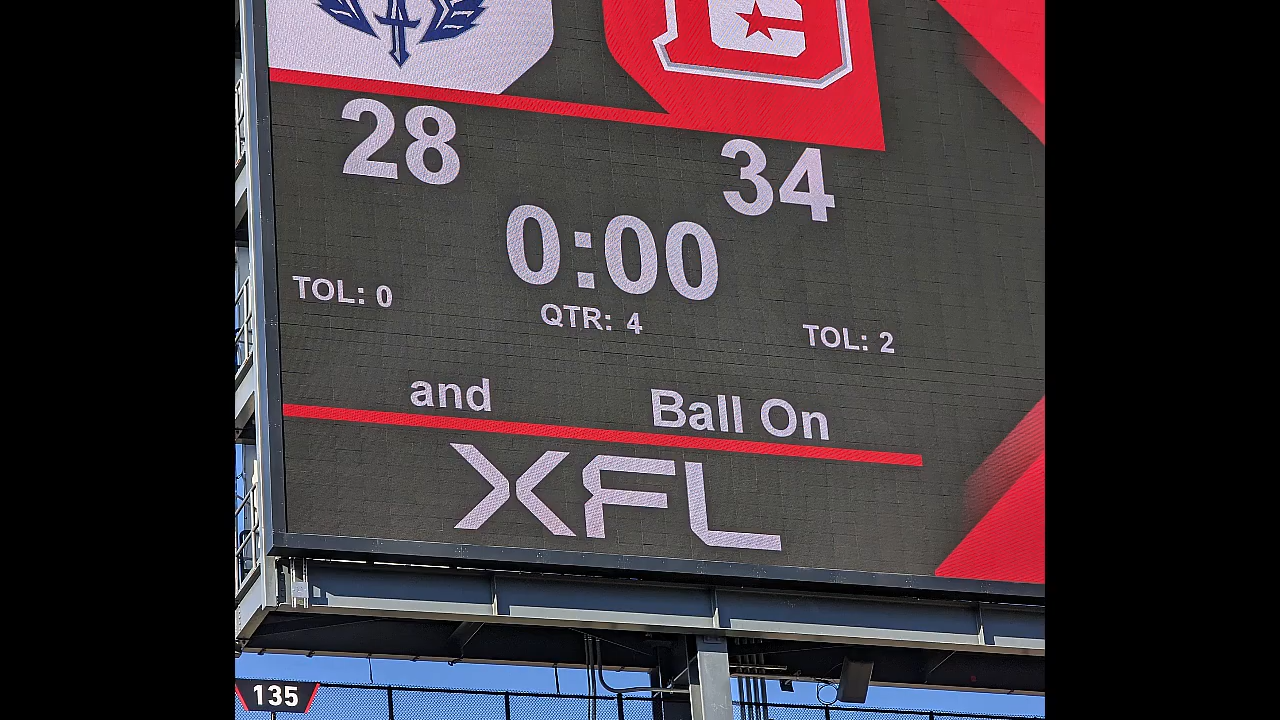 28
34
0:00
TOL: 0
QTR: 4
TOL: 2
and
Ball On
XFL
135